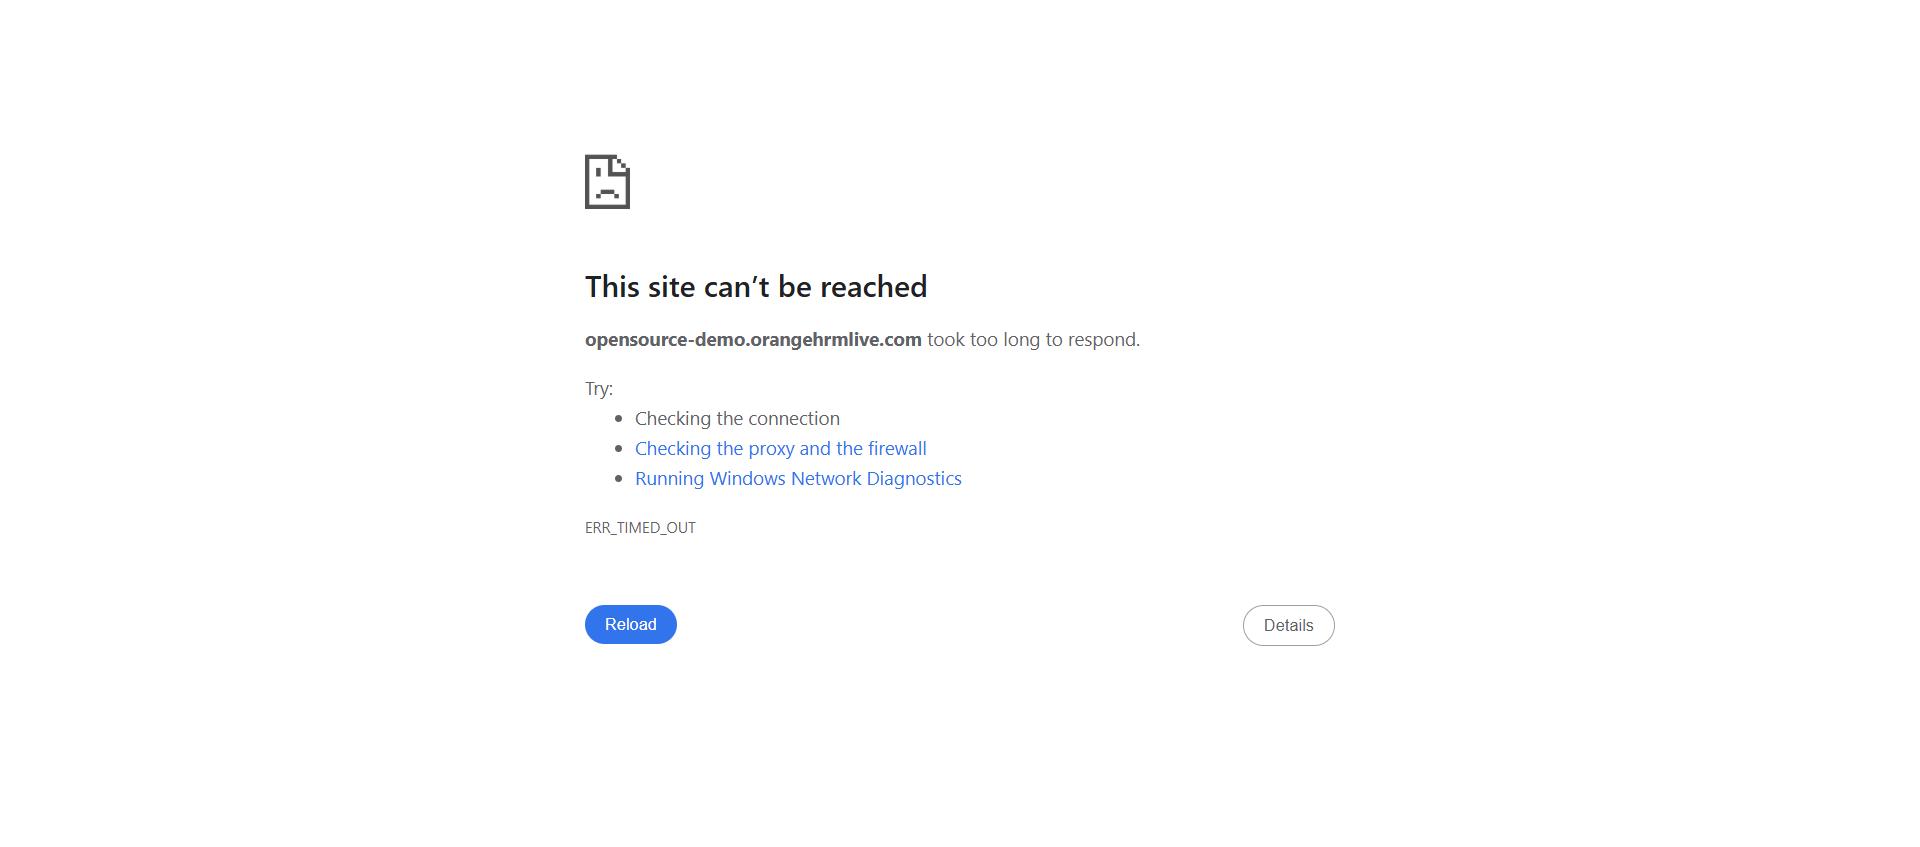 This site can’t be reached
opensource-demo.orangehrmlive.com took too long to respond.
Try:
Checking the connection
Checking the proxy and the firewall
Running Windows Network Diagnostics
ERR_TIMED_OUT
Reload
Details